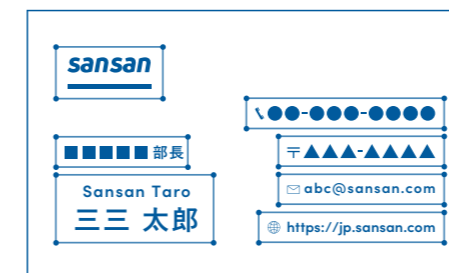 sansan
■■■■■ 部長
Sansan Taro
三三 太郎
●●-●●●-●●●●
〒▲▲▲-▲▲▲▲
abc@sansan.com
https://jp.sansan.com